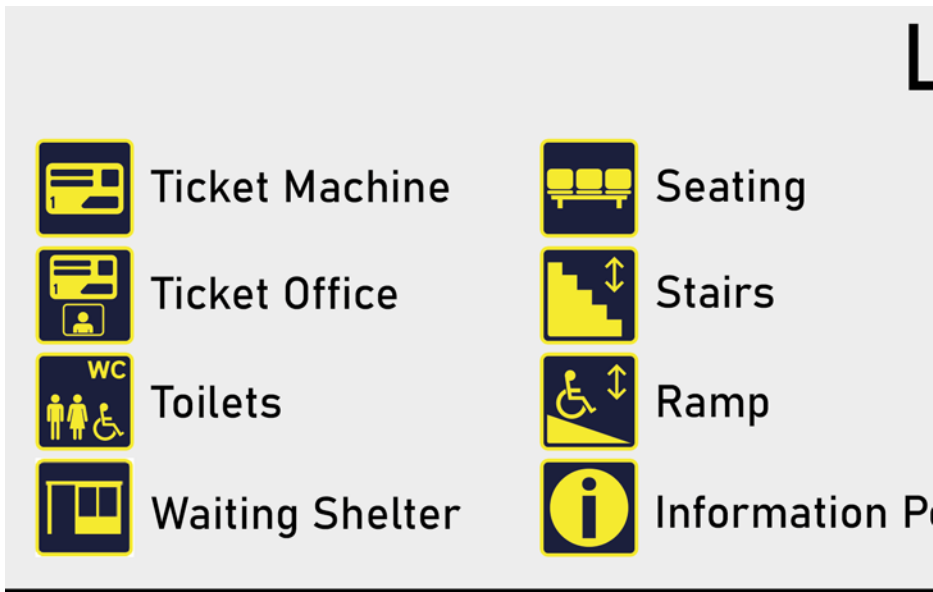 Ticket Machine
Seating
Ticket Office
Stairs
WC
Toilets
Ramp
Waiting Shelter
Information